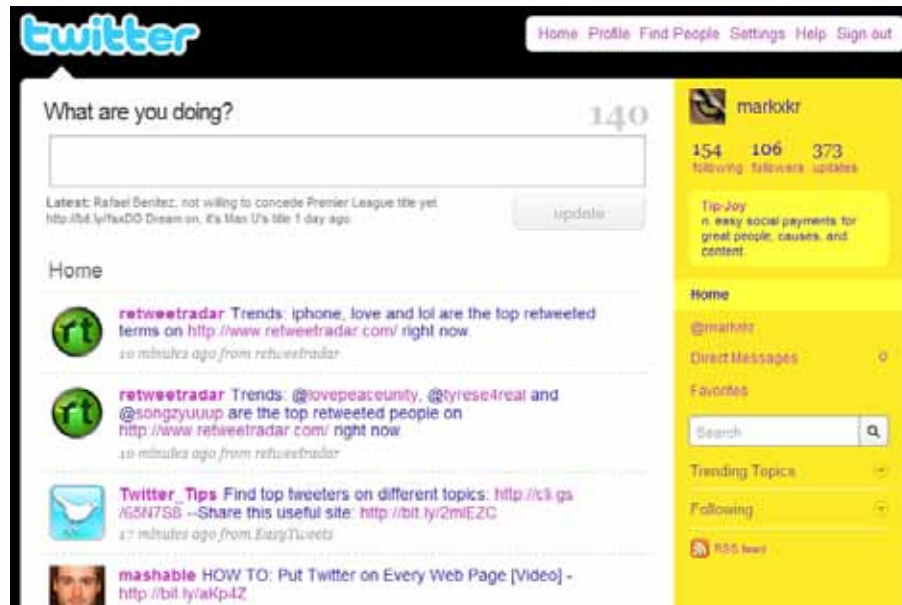 twitter
Home Profile Find People Settings Help Sign out
What are you doing?
140
Latest: Rafael Benitez, not willing to concede Premier League title yet
Dream on, it's Man U's title 1 day ago.
update
Home
retweetradar Trends: iphone, love and lol are the top retweeted
terms on http://www.retweetradar.com/ right now.
10 minutes ago from retweetradar
retweetradar Trends: @lovepeaceunity, @tyrese4real and
@songzyuuup are the top retweeted people on
http://www.retweetradar.com/ right now
10 minutes ago from retweetradar
Twitter_Tips Find top tweeters on different topics: http://cli.gs
/65N7S8 --Share this useful site: http://bit.ly/2mlEZC
17 minutes ago from EasyTweets
mashable HOW TO: Put Twitter on Every Web Page [Video] -
http://bit.ly/aKp4Z
markxkr
154 106 373
following followers updates
Tip-Joy
n. easy social payments for
great people, causes, and
content.
Home
@markxkr
Direct Messages 0
Favorites
Search
Trending Topics
Following
RSS feed